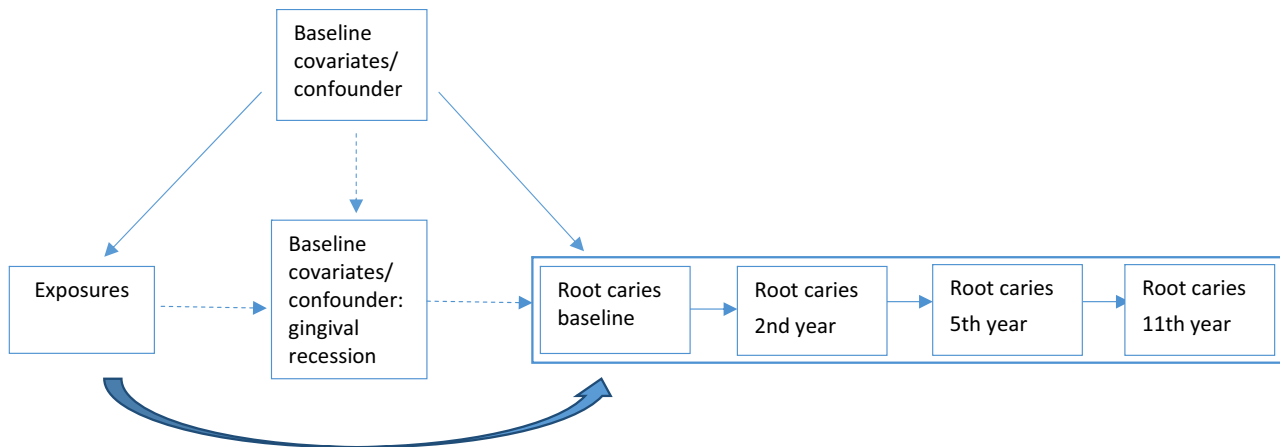 Baseline
covariates/
confounder
Exposures
Baseline
covariates/
confounder:
gingival
recession
Root caries
baseline
Root caries
2nd year
Root caries
5th year
Root caries
11th year